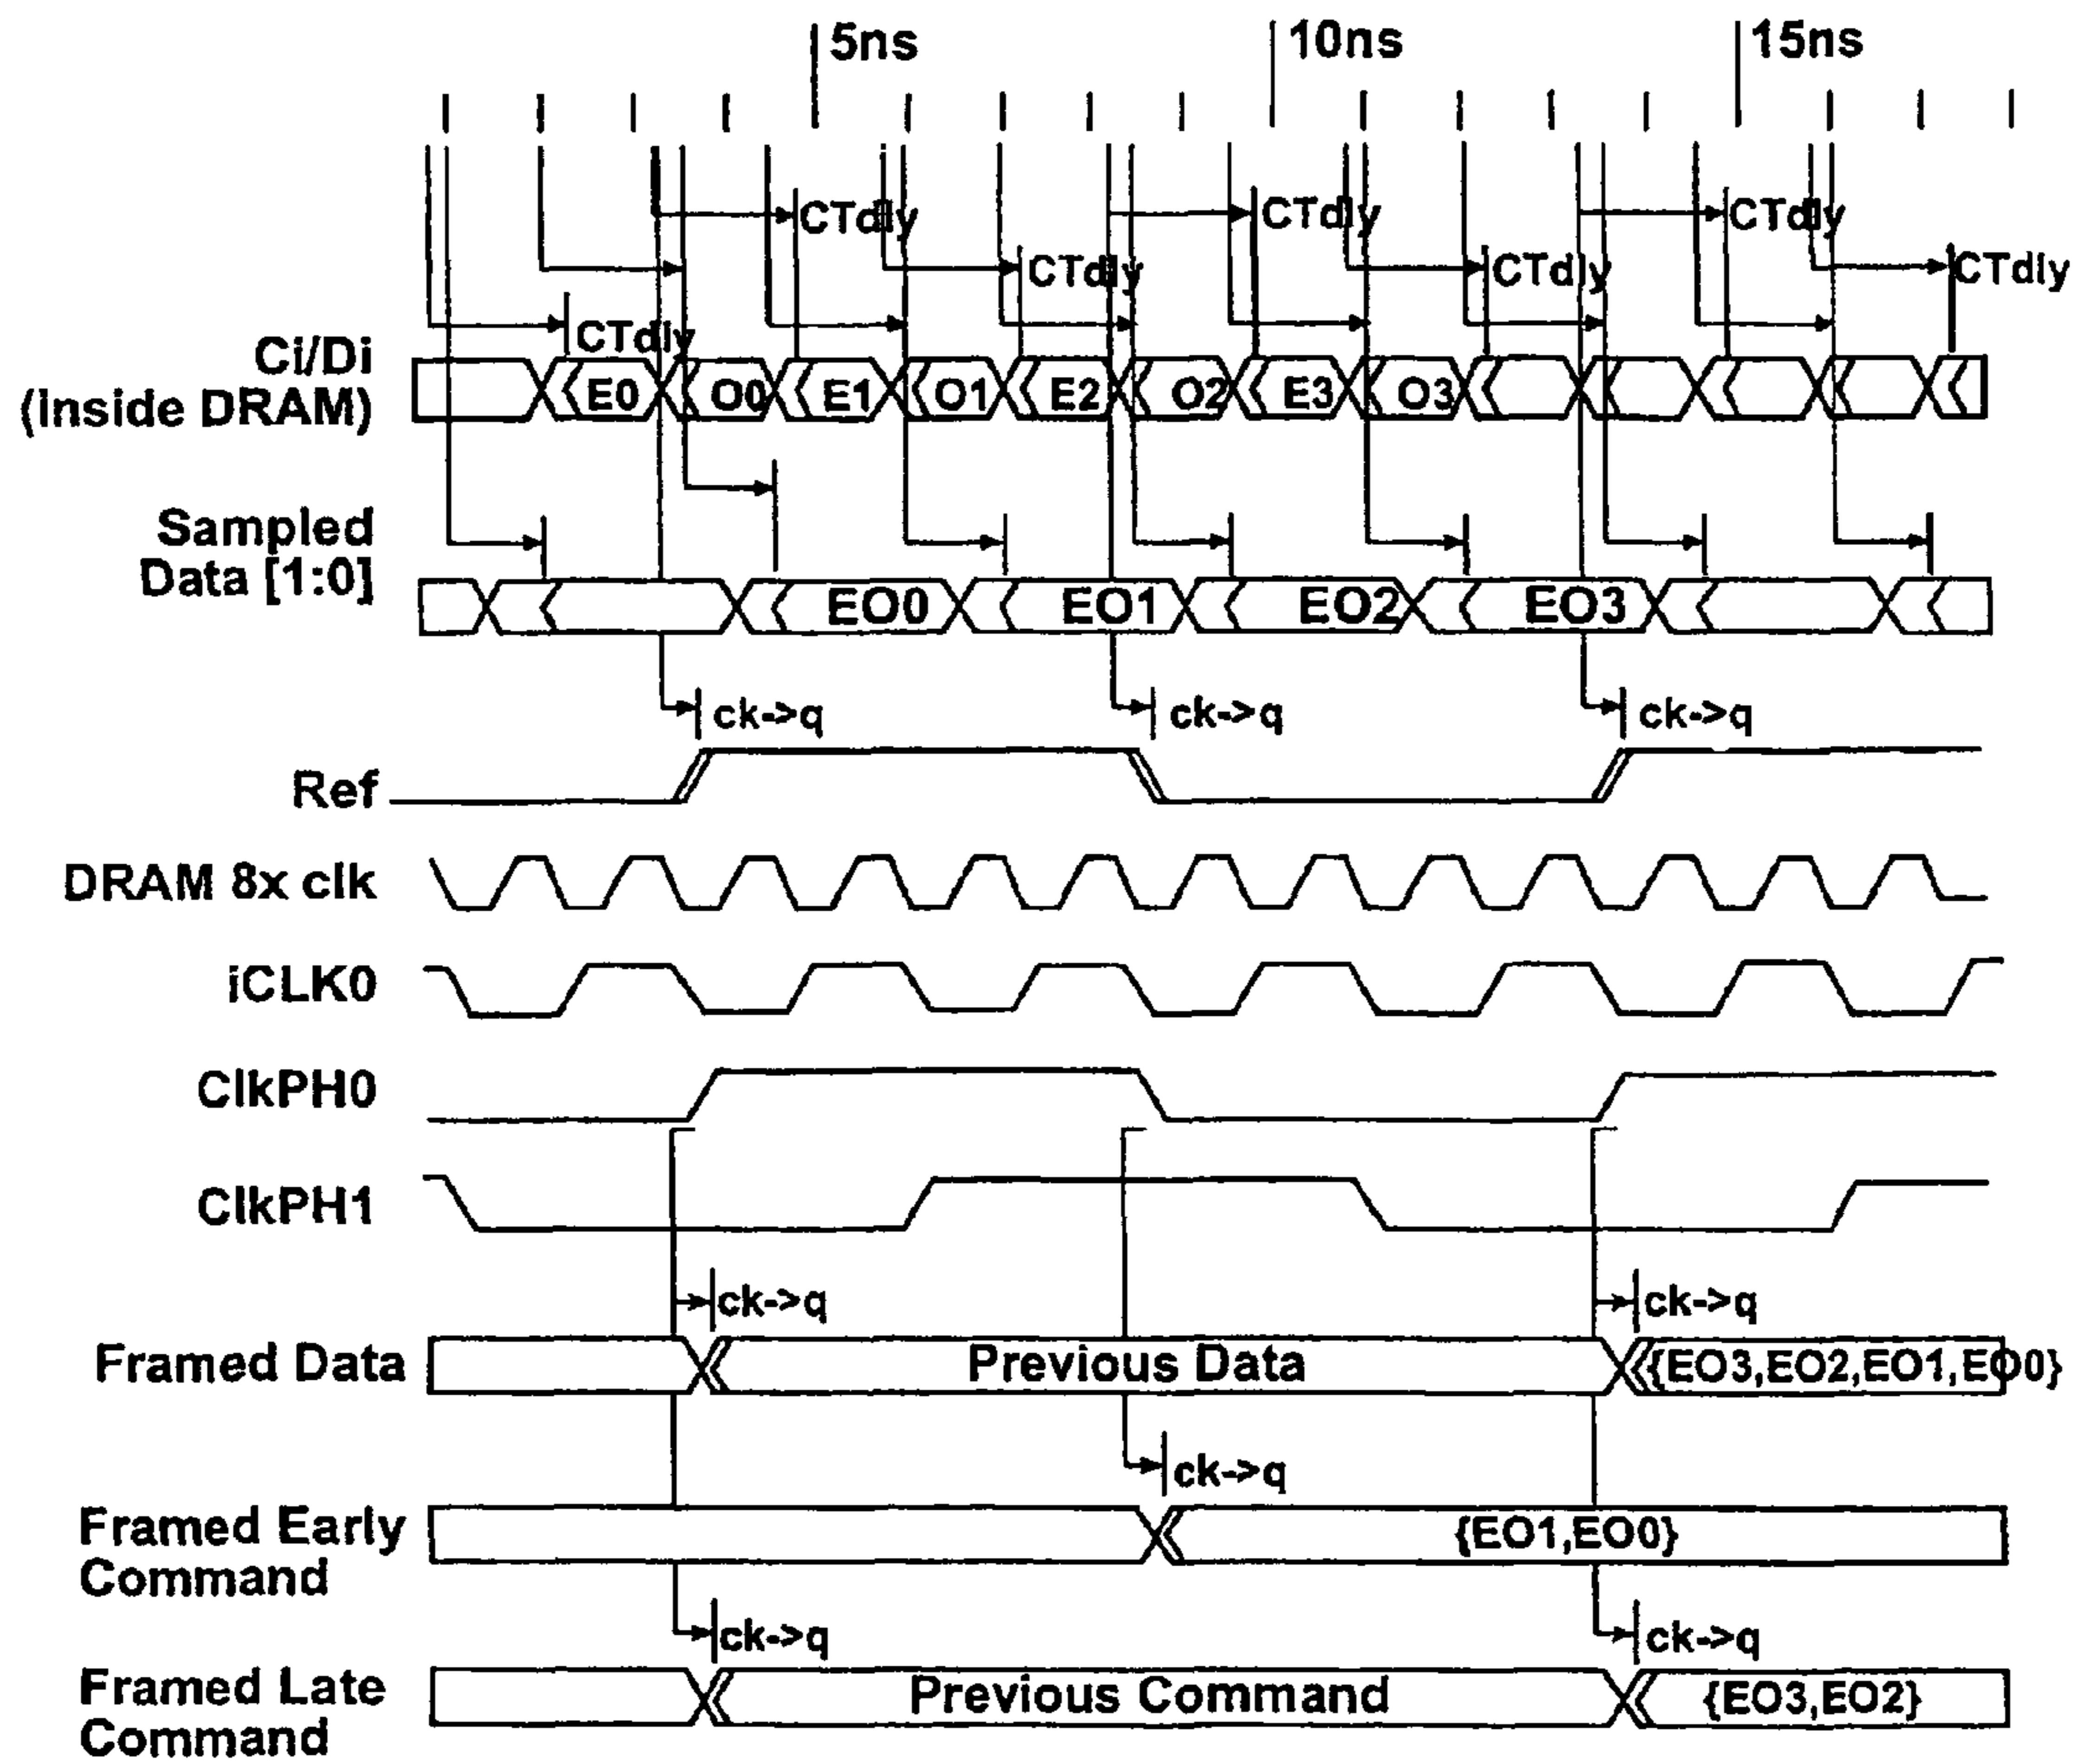 5ns 10ns 15ns
CTdly CTdly CTdly
CTdly CTdly CTdly
CTdly
Ci/Di
(inside DRAM)
E0 O0 E1 O1 E2 O2 E3 O3
Sampled
Data [1:0]
EO0 EO1 EO2 EO3
ck->q ck->q ck->q
Ref
DRAM 8x clk
iCLK0
ClkPH0
ClkPH1
ck->q ck->q
Framed Data Previous Data {EO3,EO2,EO1,EO0}
ck->q
Framed Early
Command
{EO1,EO0}
ck->q ck->q
Framed Late
Command
Previous Command {EO3,EO2}